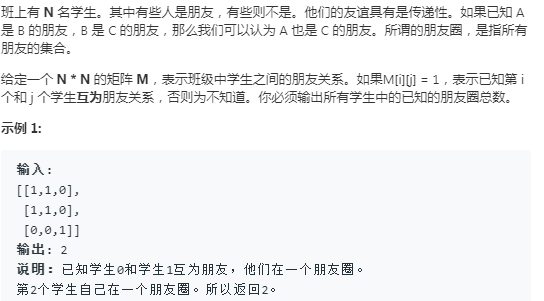 班上有 N 名学生。其中有些人是朋友，有些则不是。他们的友谊具有是传递性。如果已知 A
是 B 的朋友，B 是 C 的朋友，那么我们可以认为 A 也是 C 的朋友。所谓的朋友圈，是指所有
朋友的集合。
给定一个 N * N 的矩阵 M，表示班级中学生之间的朋友关系。如果M[i][j] = 1，表示已知第 i
个和 j 个学生互为朋友关系，否则为不知道。你必须输出所有学生中的已知的朋友圈总数。
示例 1:
输入:
[[1,1,0],
[1,1,0],
[0,0,1]]
输出: 2
说明: 已知学生0和学生1互为朋友，他们在一个朋友圈。
第2个学生自己在一个朋友圈。所以返回2。